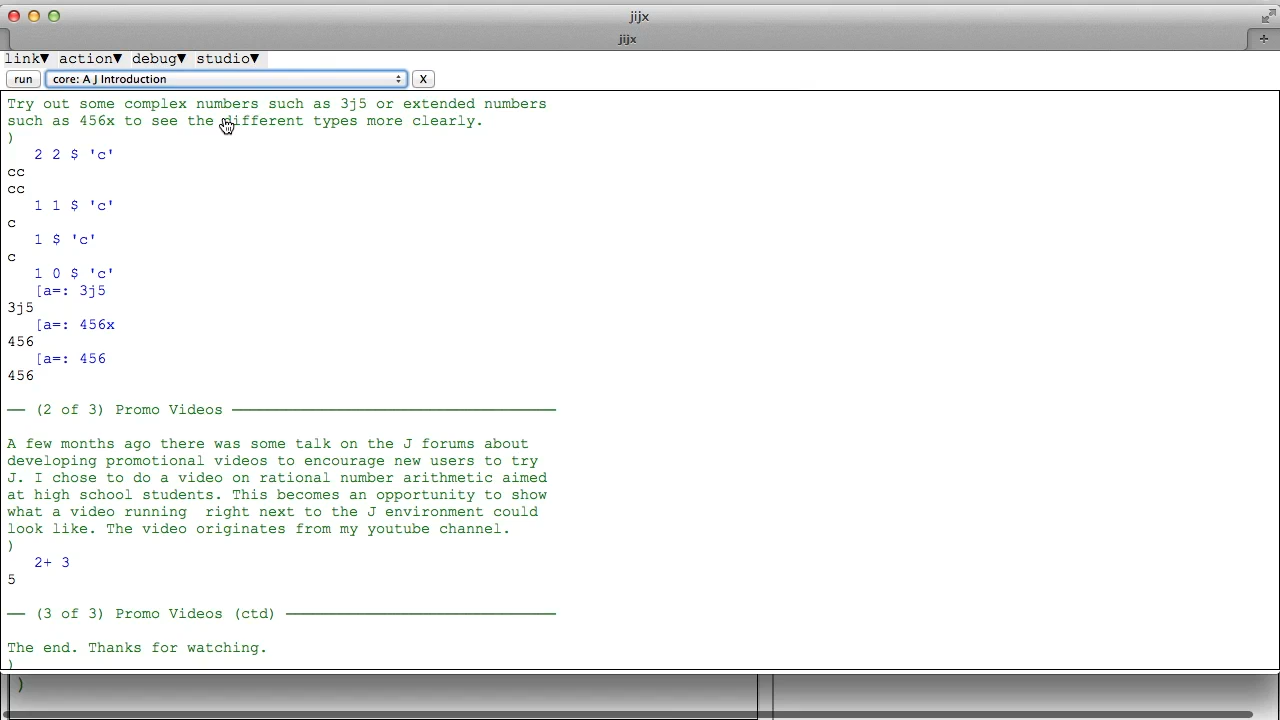 jijx
jijx
link▼ action▼ debug▼ studio▼
run core: A J Introduction X
Try out some complex numbers such as 3j5 or extended numbers
such as 456x to see the different types more clearly.
)
2 2 $ 'c'
cc
cc
1 1 $ 'c'
c
1 $ 'c'
c
1 0 $ 'c'
[a=: 3j5
3j5
[a=: 456x
456
[a=: 456
456
── (2 of 3) Promo Videos ────────────────────────────────────
A few months ago there was some talk on the J forums about
developing promotional videos to encourage new users to try
J. I chose to do a video on rational number arithmetic aimed
at high school students. This becomes an opportunity to show
what a video running  right next to the J environment could
look like. The video originates from my youtube channel.
)
2+ 3
5
── (3 of 3) Promo Videos (ctd) ──────────────────────────────
The end. Thanks for watching.
)
)